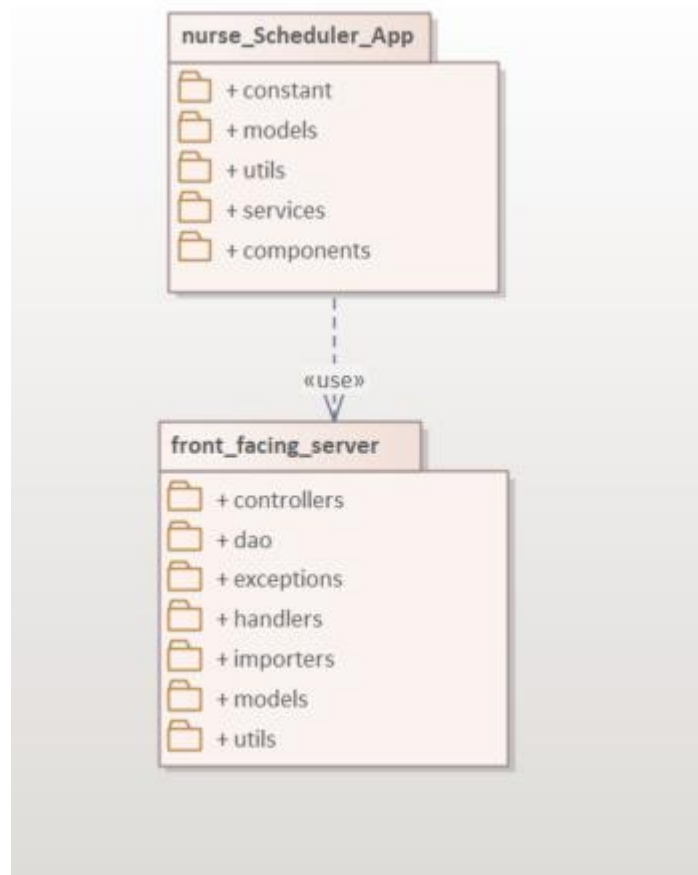 nurse_Scheduler_App
+ constant
+ models
+ utils
+ services
+ components
«use»
front_facing_server
+ controllers
+ dao
+ exceptions
+ handlers
+ importers
+ models
+ utils